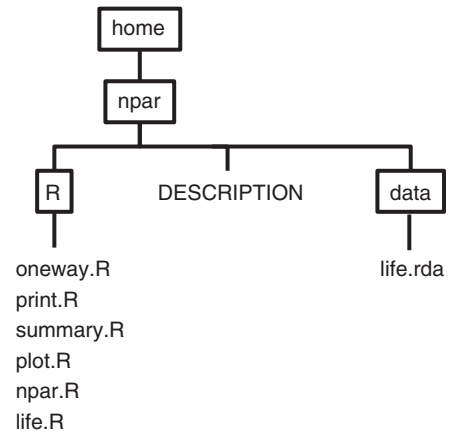 home
npar
R DESCRIPTION data
oneway.R life.rda
print.R
summary.R
plot.R
npar.R
life.R